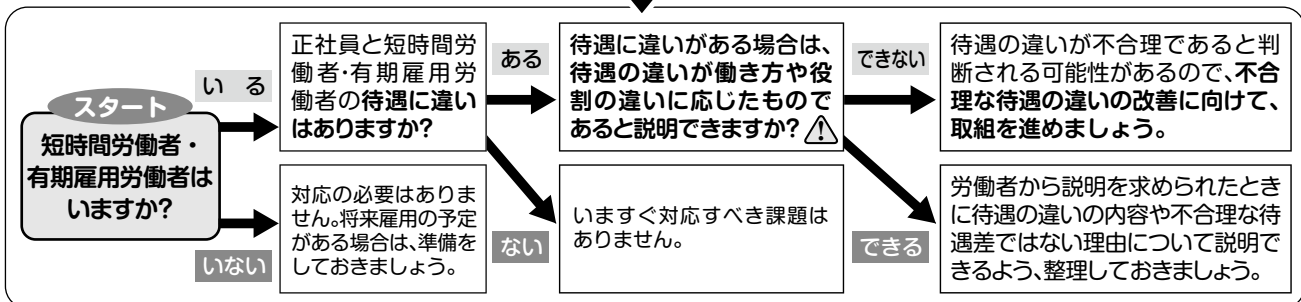 スタート
短時間労働者・
有期雇用労働者は
いますか?
いる
正社員と短時間労
働者・有期雇用労
働者の待遇に違い
はありますか?
ある
待遇に違いがある場合は、
待遇の違いが働き方や役
割の違いに応じたもので
あると説明できますか?
できない
待遇の違いが不合理であると判
断される可能性があるので、不合
理な待遇の違いの改善に向けて、
取組を進めましょう。
いない
対応の必要はありま
せん。将来雇用の予定
がある場合は、準備を
しておきましょう。
ない
いますぐ対応すべき課題は
ありません。
できる
労働者から説明を求められたとき
に待遇の違いの内容や不合理な待
遇差ではない理由について説明で
きるよう、整理しておきましょう。